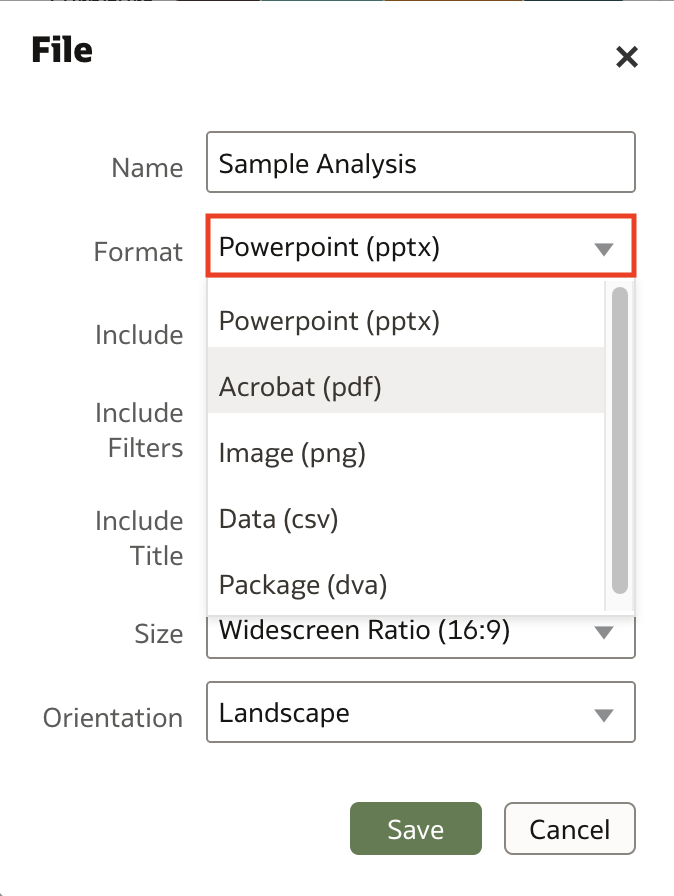 File
Name
Sample Analysis
Format
Powerpoint (pptx)
Powerpoint (pptx)
Include
Acrobat (pdf)
Include
Filters
Image (png)
Include
Title
Data (csv)
Package (dva)
Size
Widescreen Ratio (16:9)
Orientation
Landscape
Save
Cancel